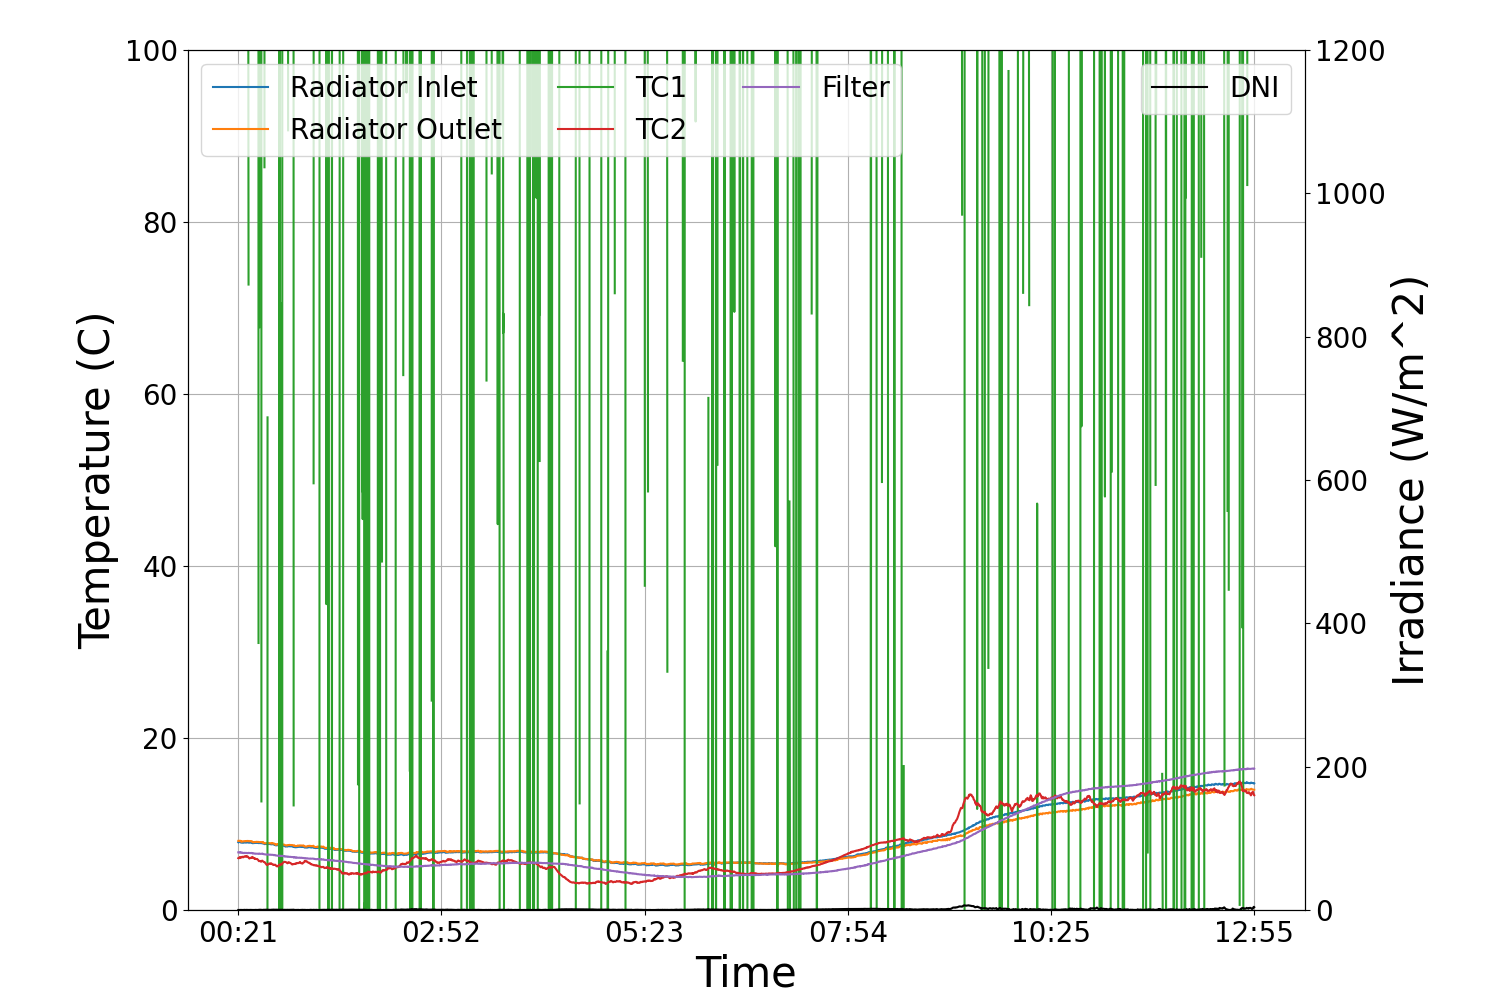 100
80
60
40
20
0
Temperature (C)
Radiator Inlet
Radiator Outlet
TC1
TC2
Filter
DNI
1200
1000
800
600
400
200
0
Irradiance (W/m^2)
00:21 02:52 05:23 07:54 10:25 12:55
Time